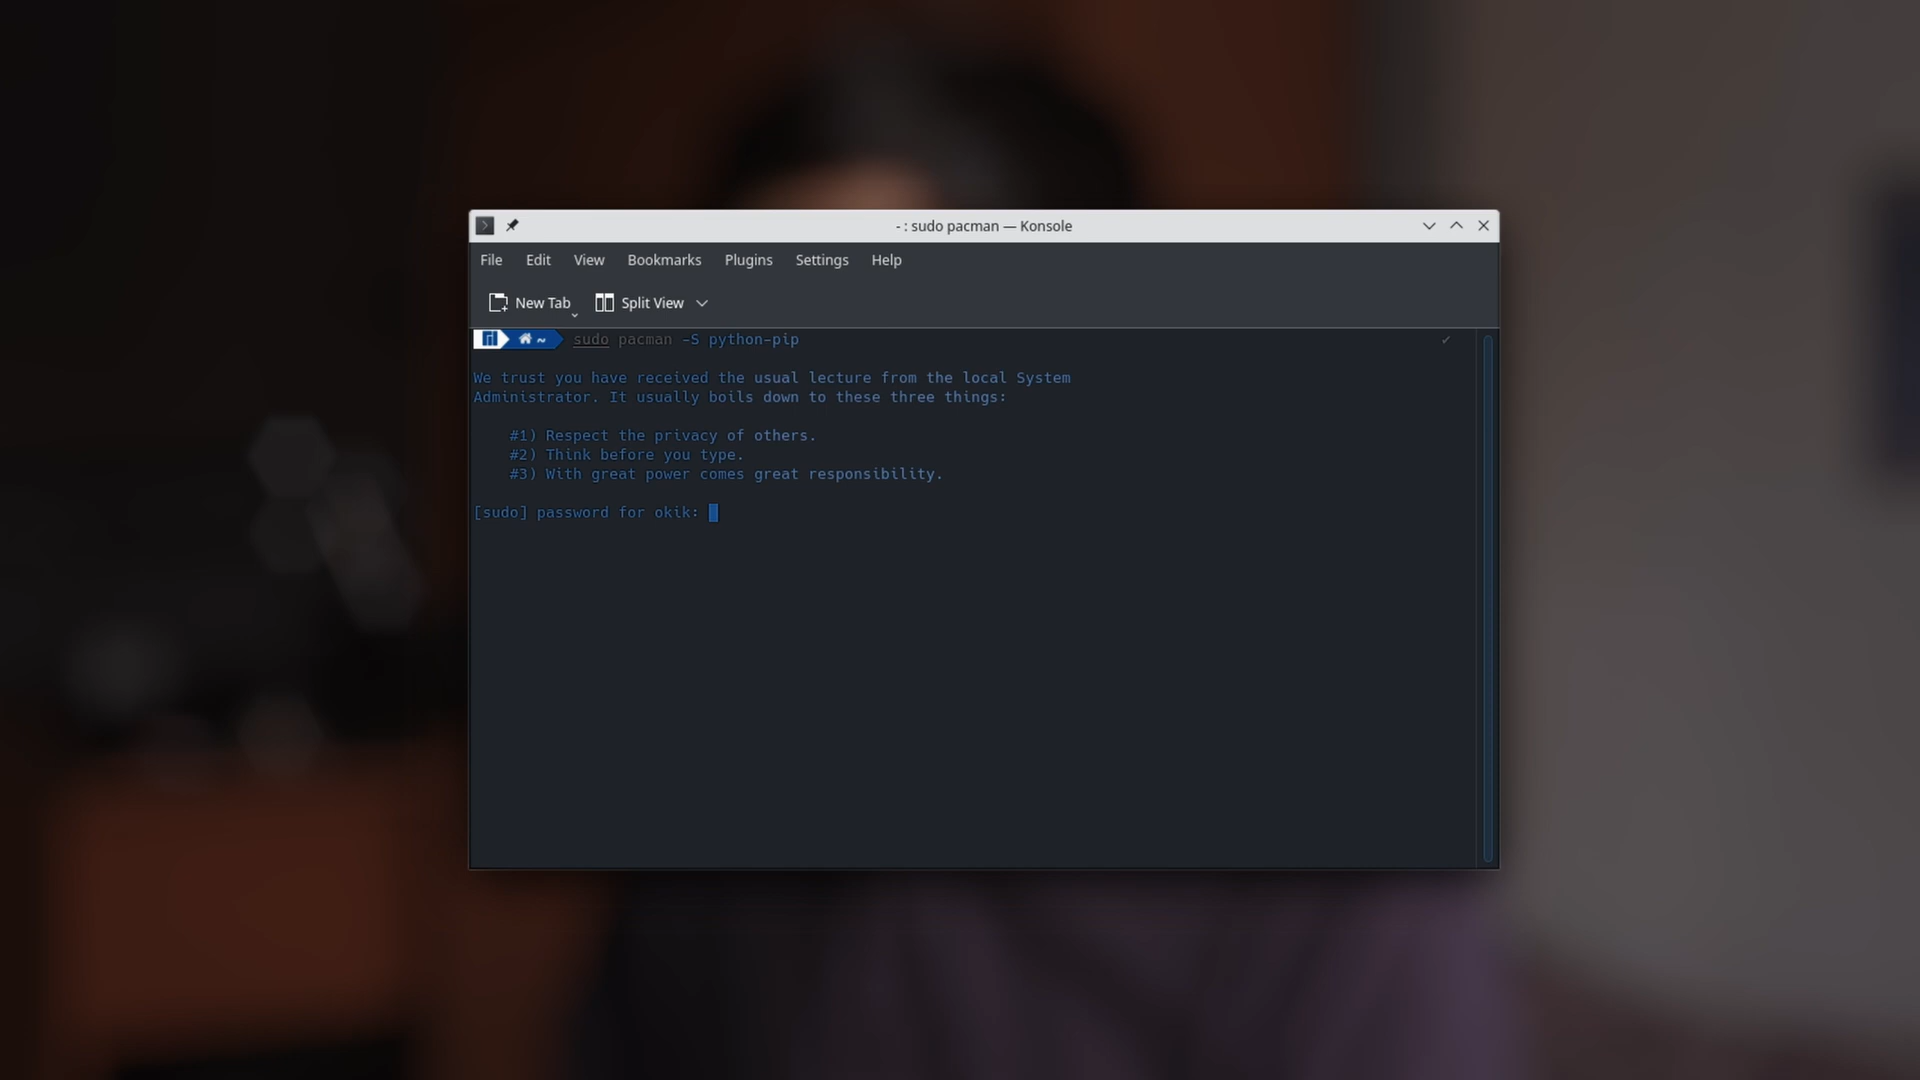 - : sudo pacman — Konsole
File Edit View Bookmarks Plugins Settings Help
New Tab Split View
~ sudo pacman -S python-pip ✓
We trust you have received the usual lecture from the local System
Administrator. It usually boils down to these three things:
#1) Respect the privacy of others.
#2) Think before you type.
#3) With great power comes great responsibility.
[sudo] password for okik: